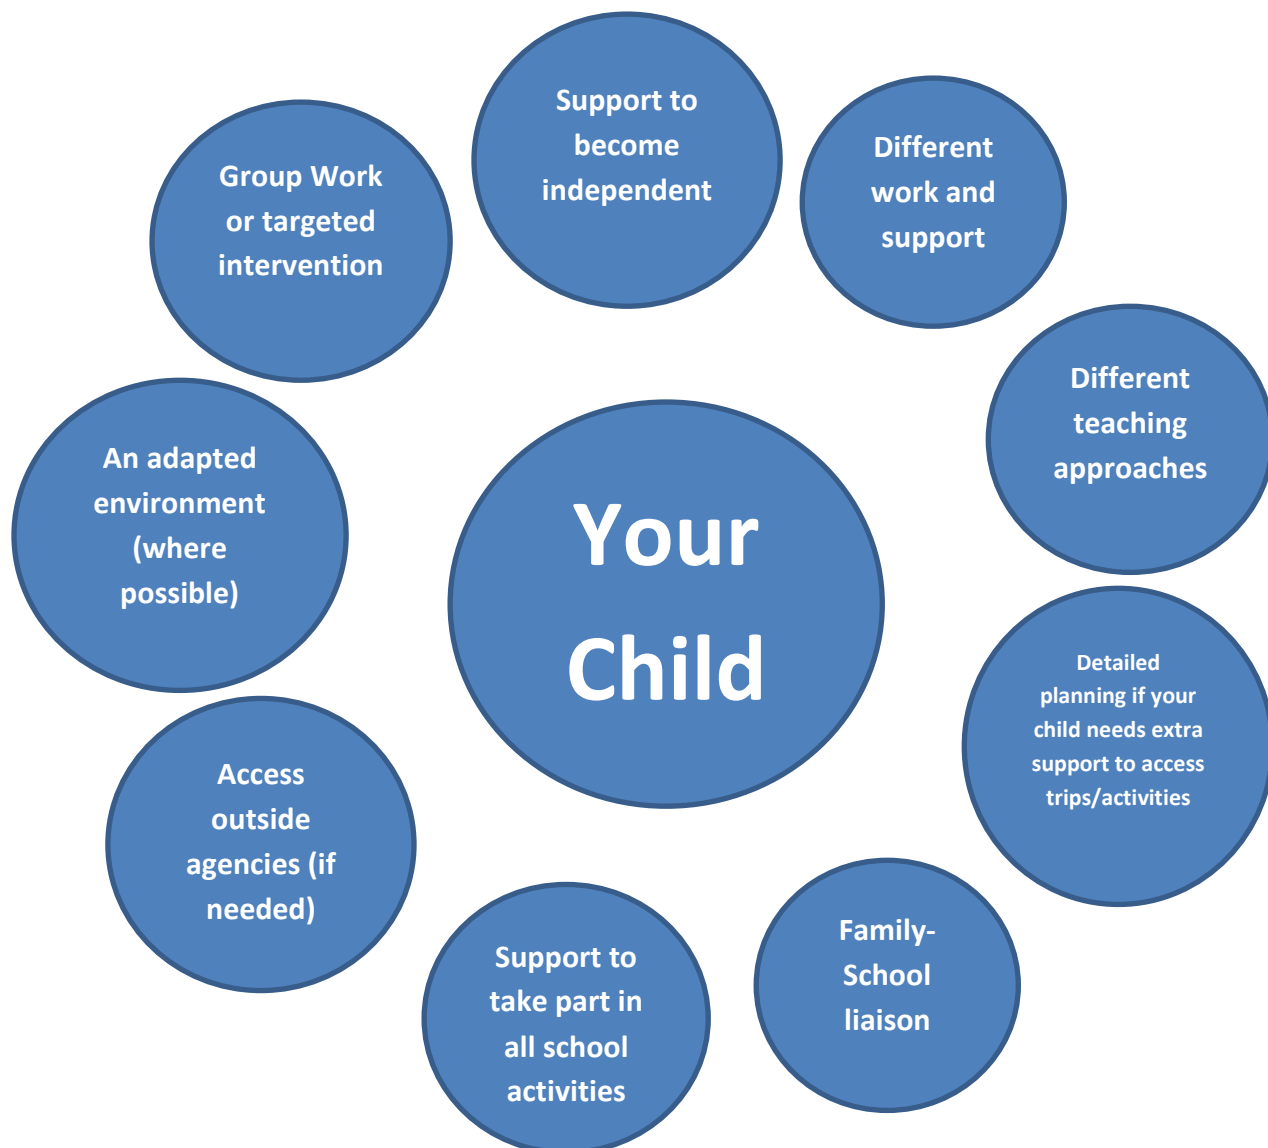 Support to
become
independent
Different
work and
support
Group Work
or targeted
intervention
Different
teaching
approaches
An adapted
environment
(where
possible)
Your
Child
Detailed
planning if your
child needs extra
support to access
trips/activities
Access
outside
agencies (if
needed)
Family-
School
liaison
Support to
take part in
all school
activities